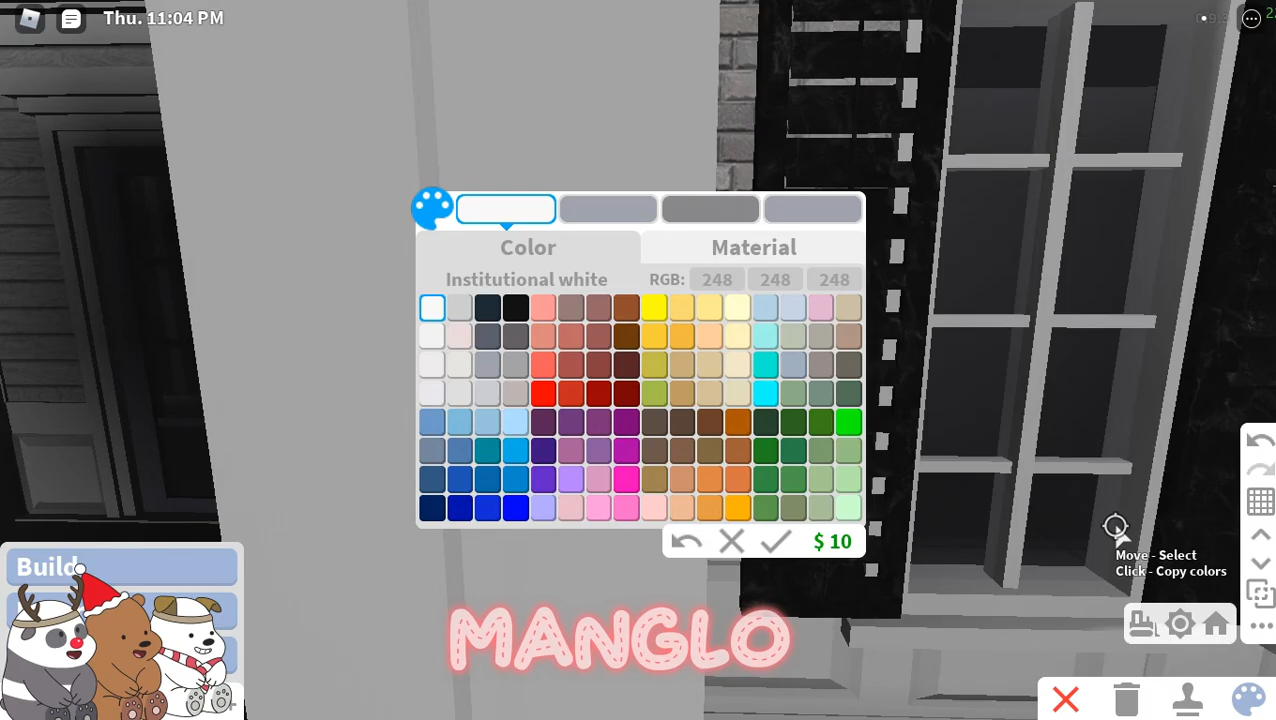 Thu. 11:04 PM
Color
Material
Institutional white
RGB: 248 248 248
$ 10
Move - Select
Click - Copy colors
Build
MANGLO